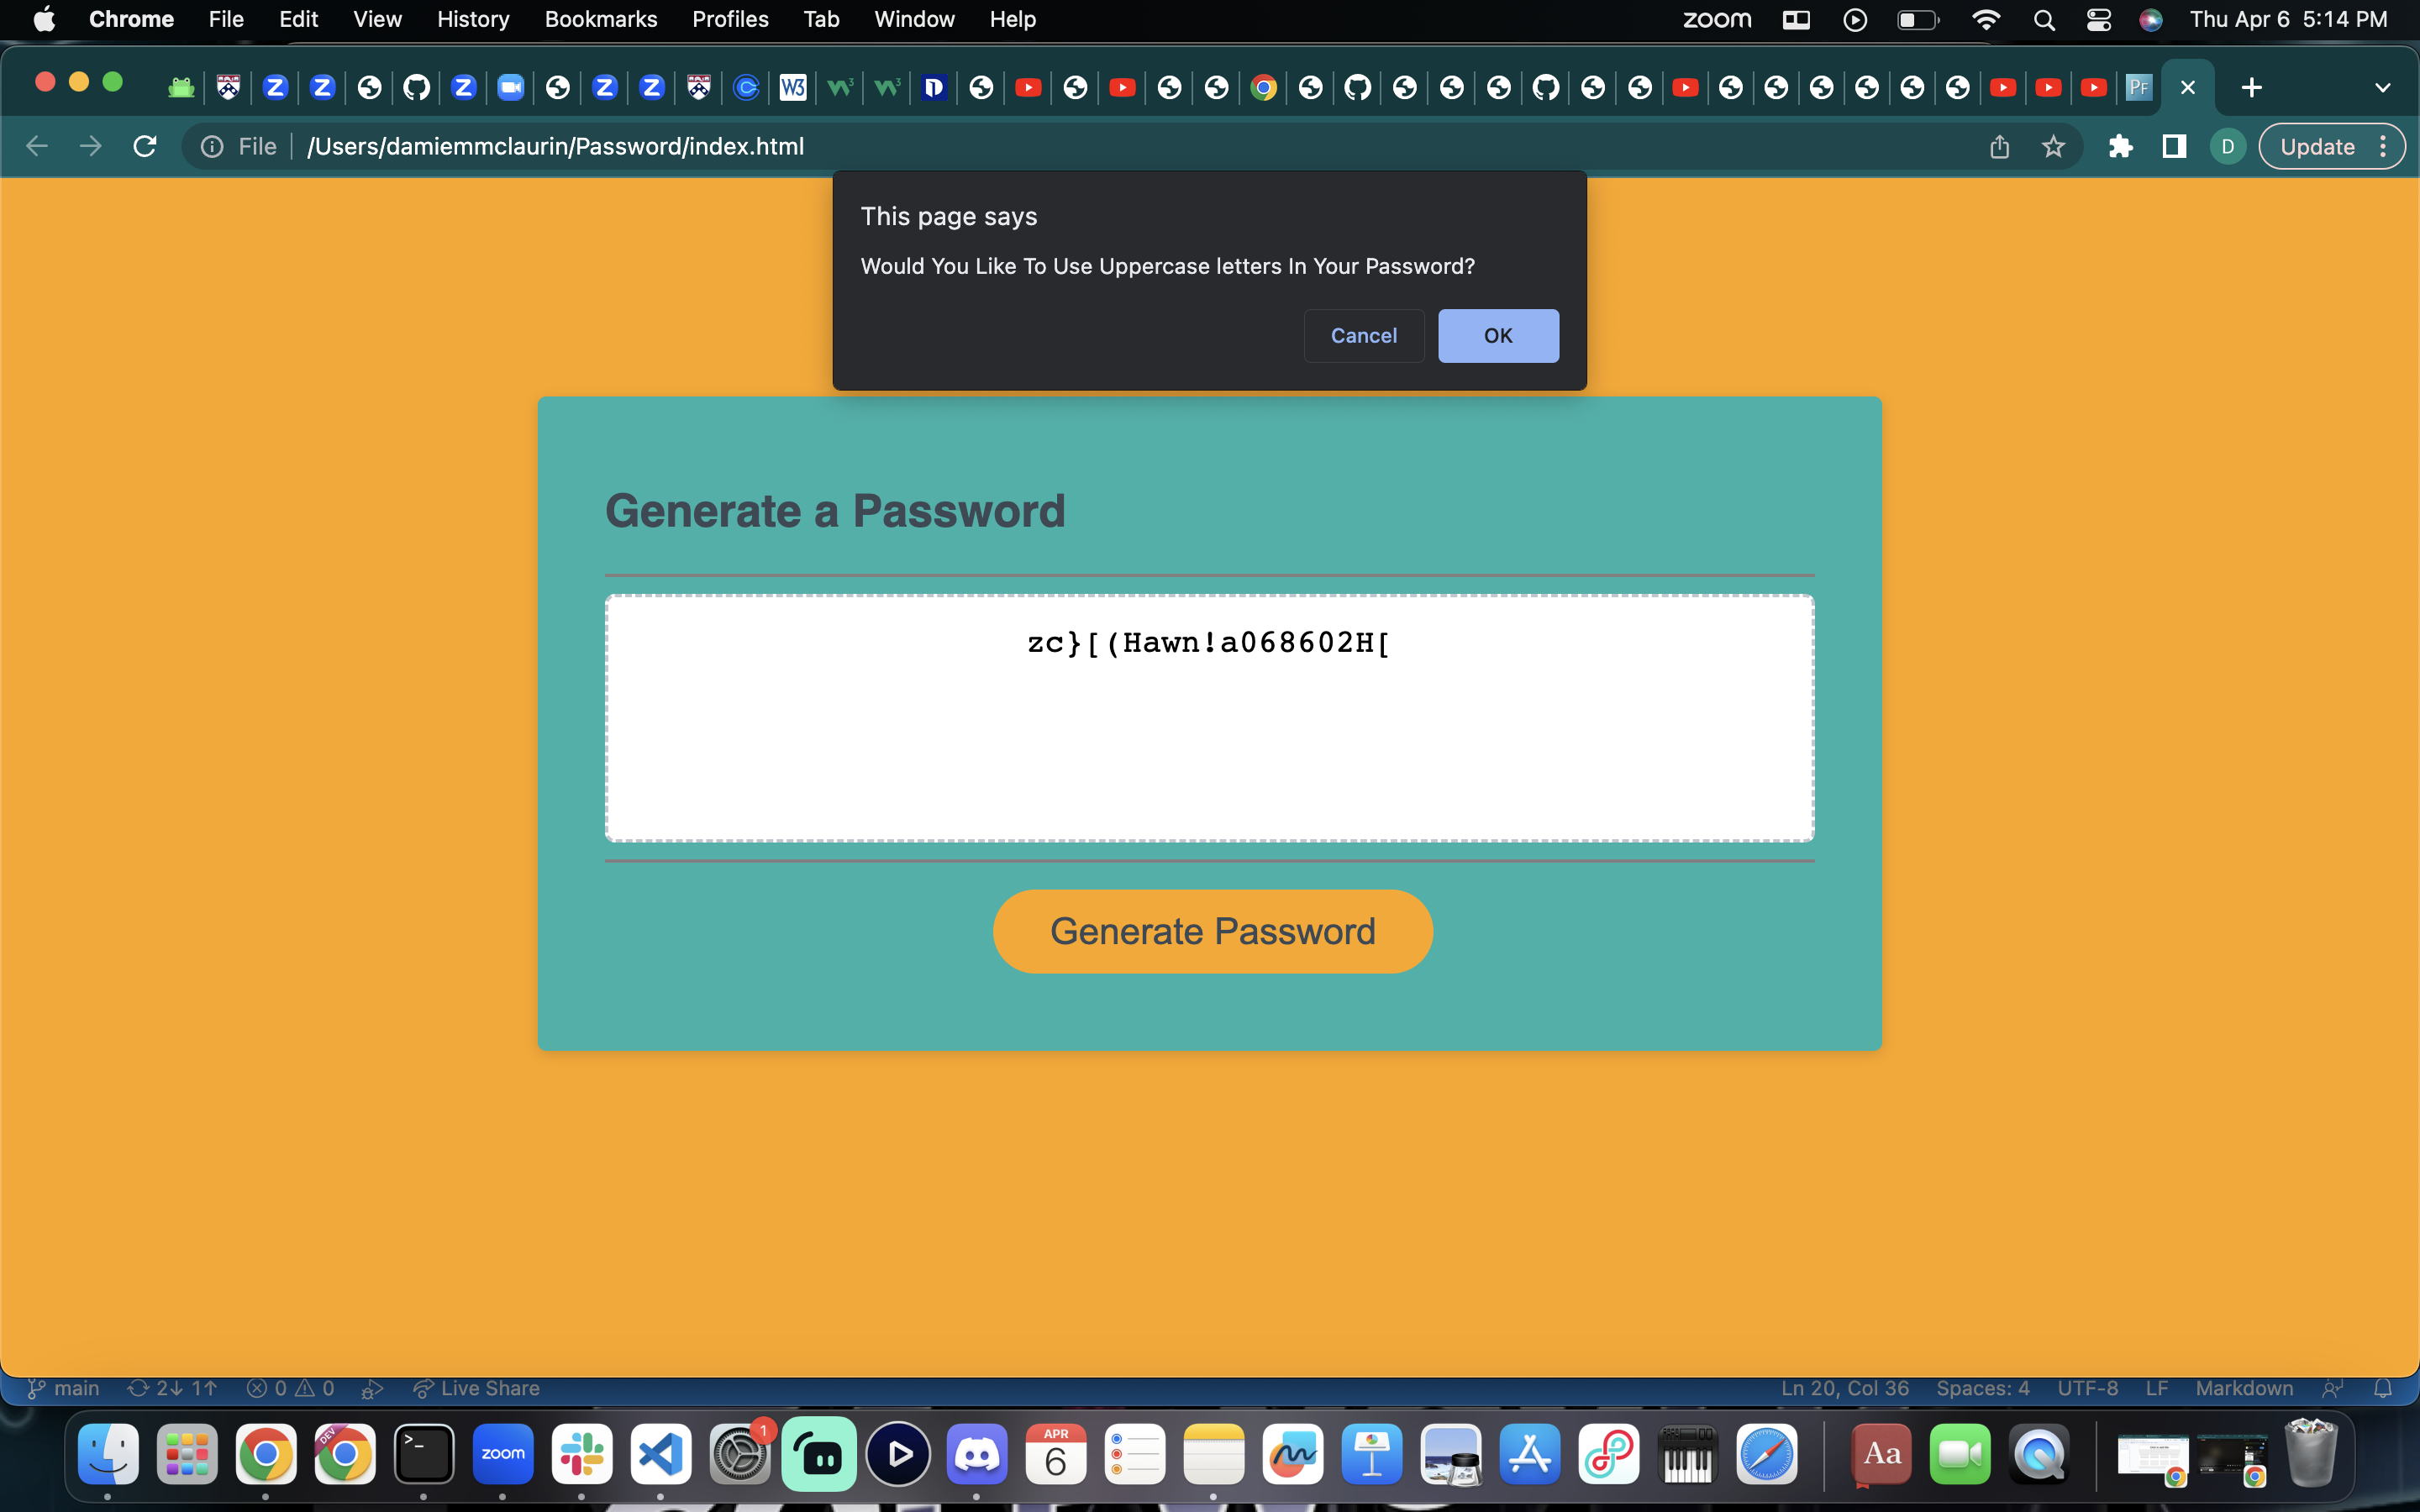 Chrome File Edit View History Bookmarks Profiles Tab Window Help zoom Thu Apr 6 5:14 PM
W3 PF
File /Users/damiemmclaurin/Password/index.html D Update
This page says
Would You Like To Use Uppercase letters In Your Password?
Cancel OK
Generate a Password
zc}[(Hawn!a068602H[
Generate Password
main 2↓ 1↑ 0 0 Live Share Ln 20, Col 36 Spaces: 4 UTF-8 LF Markdown
DEV >_ zoom 1 APR 6 Aa